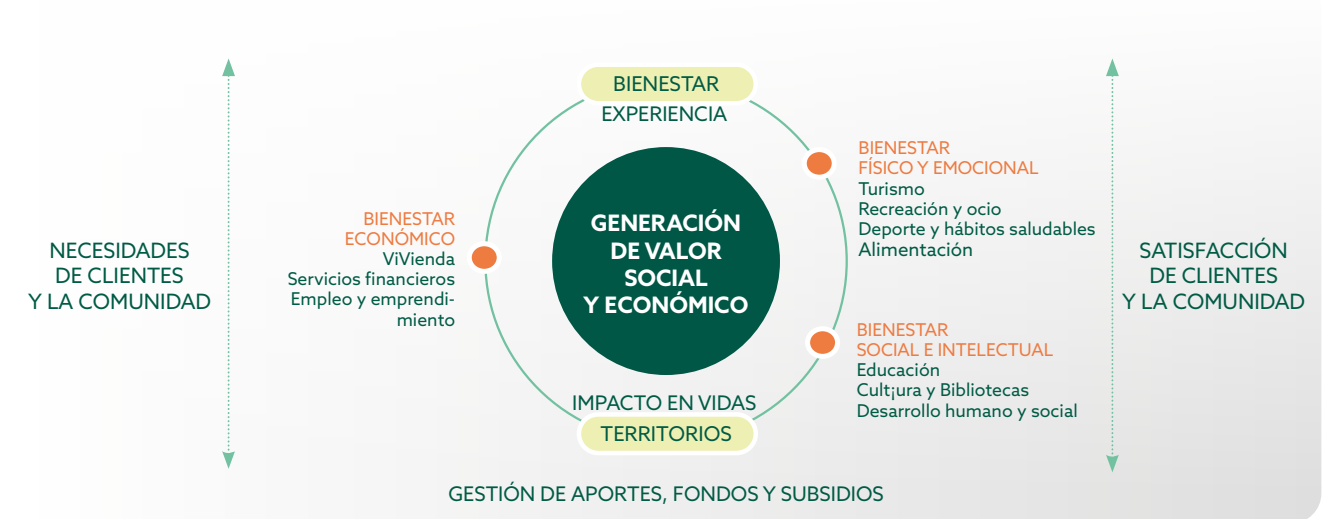 BIENESTAR
EXPERIENCIA
BIENESTAR
FÍSICO Y EMOCIONAL
Turismo
Recreación y ocio
Deporte y hábitos saludables
Alimentación
BIENESTAR
ECONÓMICO
ViVienda
Servicios financieros
Empleo y emprendi-
miento
GENERACIÓN
DE VALOR
SOCIAL
Y ECONÓMICO
NECESIDADES
DE CLIENTES
Y LA COMUNIDAD
SATISFACCIÓN
DE CLIENTES
Y LA COMUNIDAD
BIENESTAR
SOCIAL E INTELECTUAL
Educación
Cult¡ura y Bibliotecas
Desarrollo humano y social
IMPACTO EN VIDAS
TERRITORIOS
GESTIÓN DE APORTES, FONDOS Y SUBSIDIOS